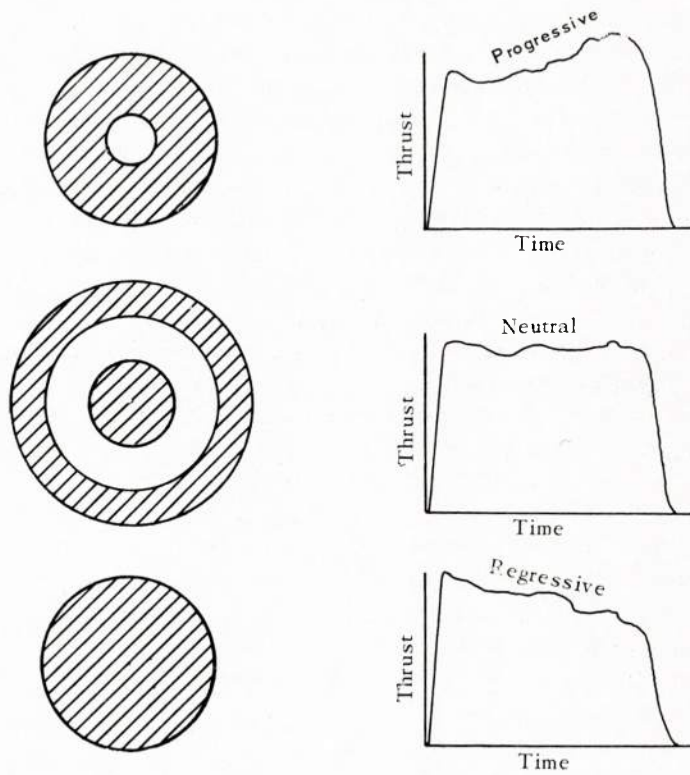 Progressive
Thrust
Time
Neutral
Thrust
Time
Regressive
Thrust
Time